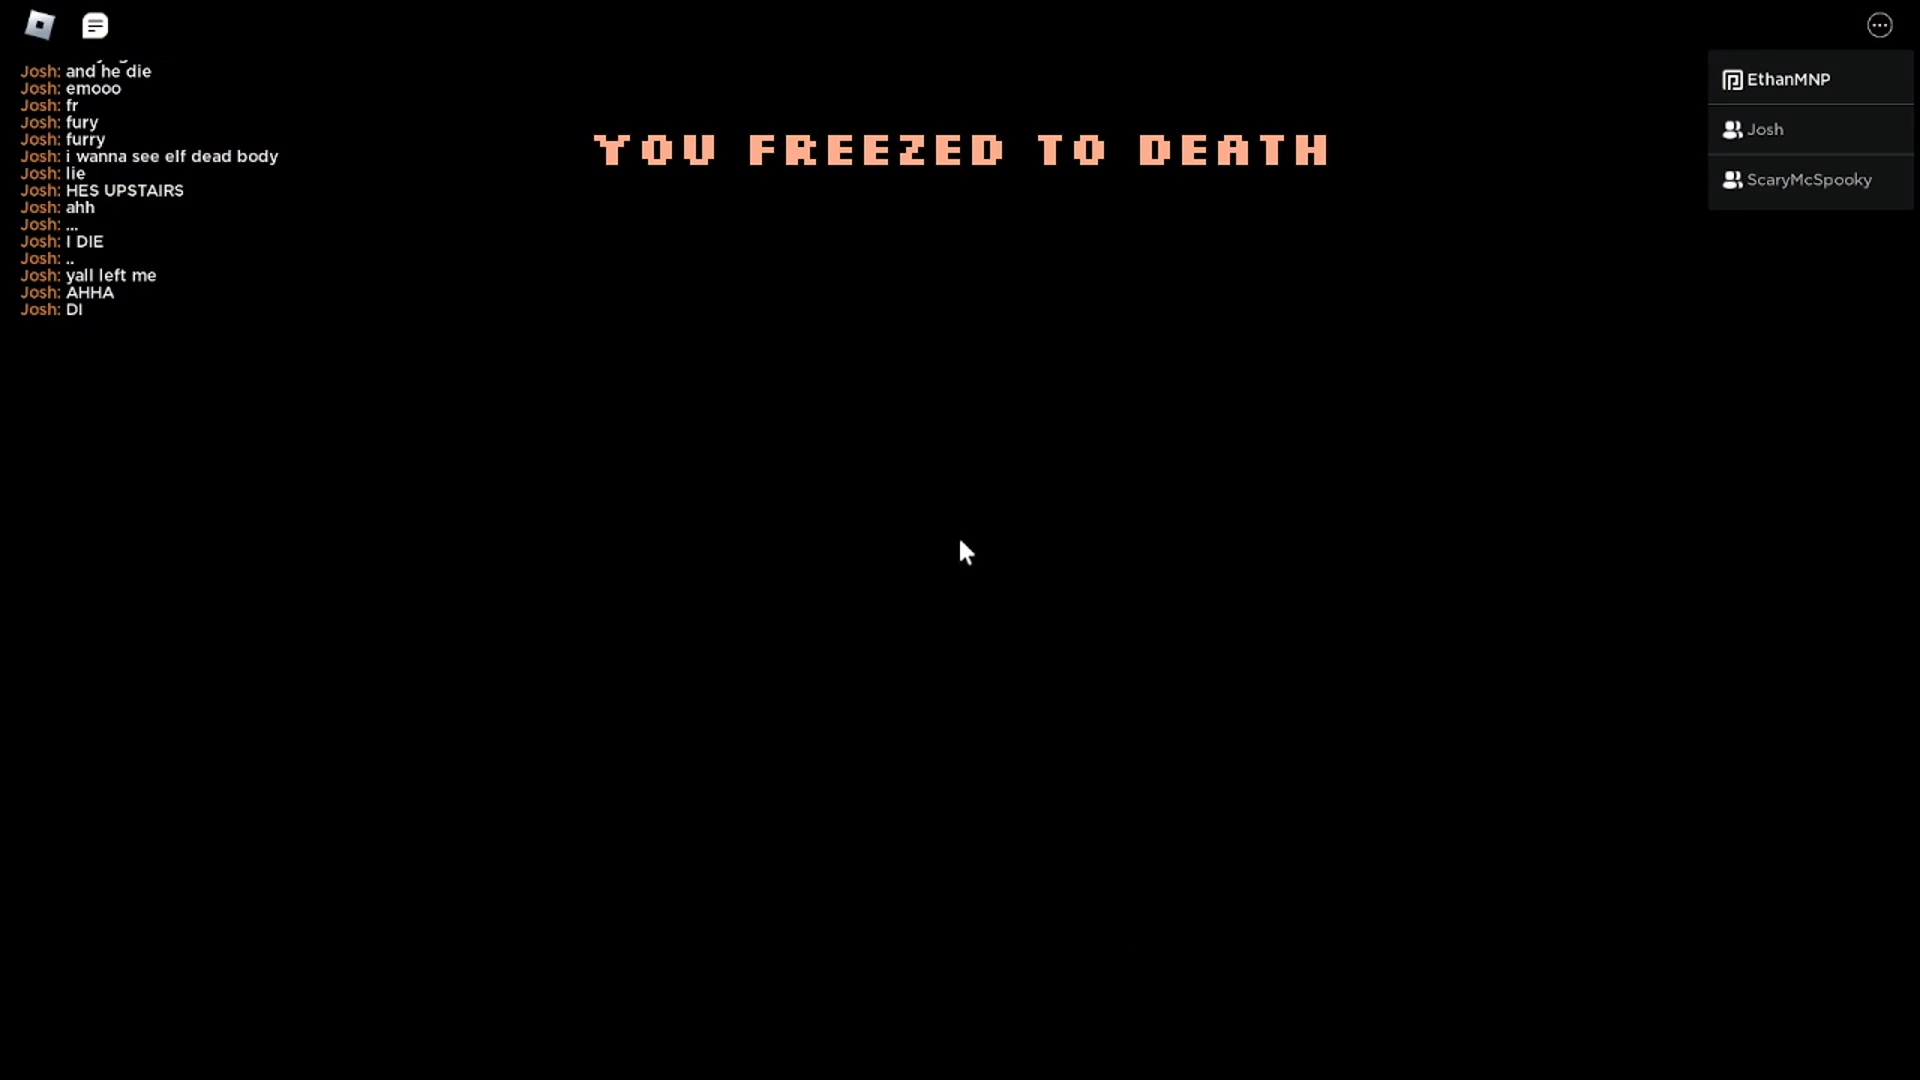 Josh: and he die
Josh: emooo
Josh: fr
Josh: fury
Josh: furry
Josh: i wanna see elf dead body
Josh: lie
Josh: HES UPSTAIRS
Josh: ahh
Josh: ...
Josh: I DIE
Josh: ..
Josh: yall left me
Josh: AHHA
Josh: DI
YOU FREEZED TO DEATH
EthanMNP
Josh
ScaryMcSpooky